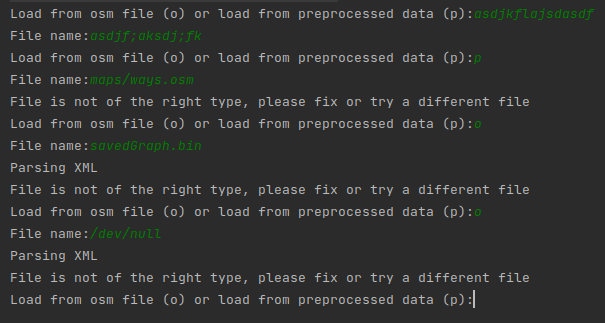 Load from osm file (o) or load from preprocessed data (p):asdjkflajsdasdf
File name:asdjf;aksdj;fk
Load from osm file (o) or load from preprocessed data (p):p
File name:maps/ways.osm
File is not of the right type, please fix or try a different file
Load from osm file (o) or load from preprocessed data (p):o
File name:savedGraph.bin
Parsing XML
File is not of the right type, please fix or try a different file
Load from osm file (o) or load from preprocessed data (p):o
File name:/dev/null
Parsing XML
File is not of the right type, please fix or try a different file
Load from osm file (o) or load from preprocessed data (p):